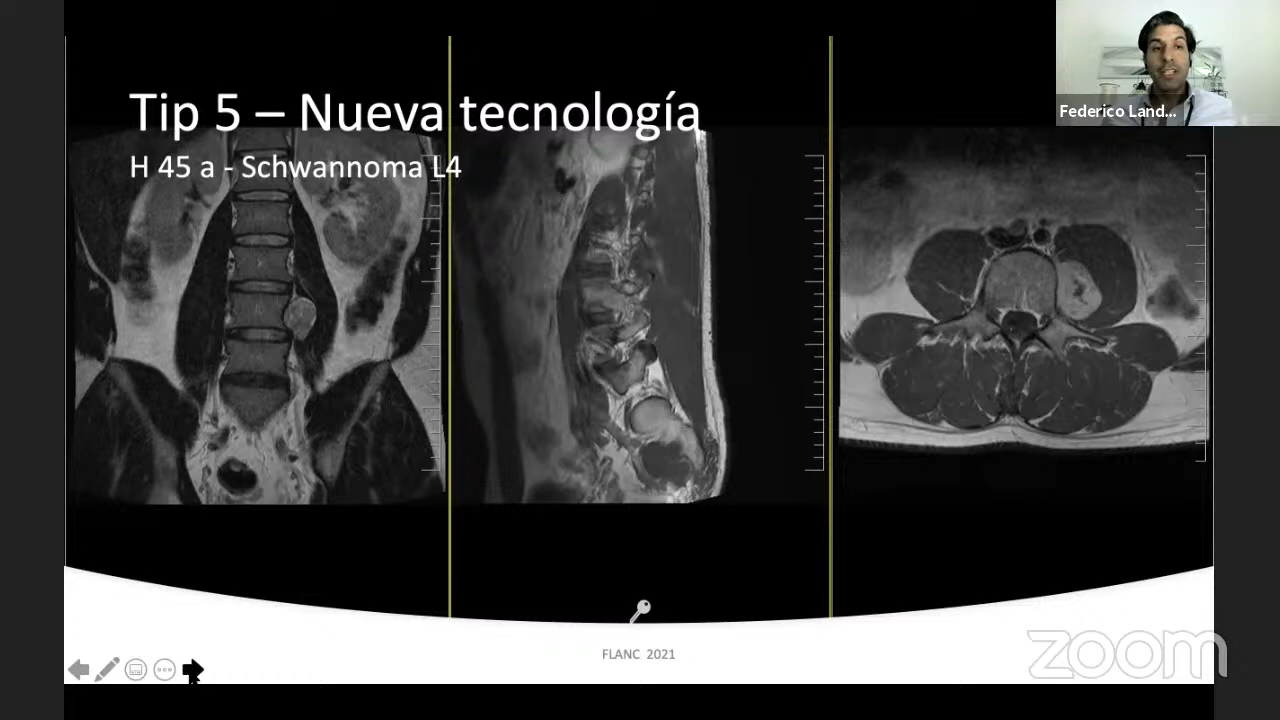 Tip 5 – Nueva tecnología
H 45 a - Schwannoma L4
Federico Land...
FLANC 2021
zoom